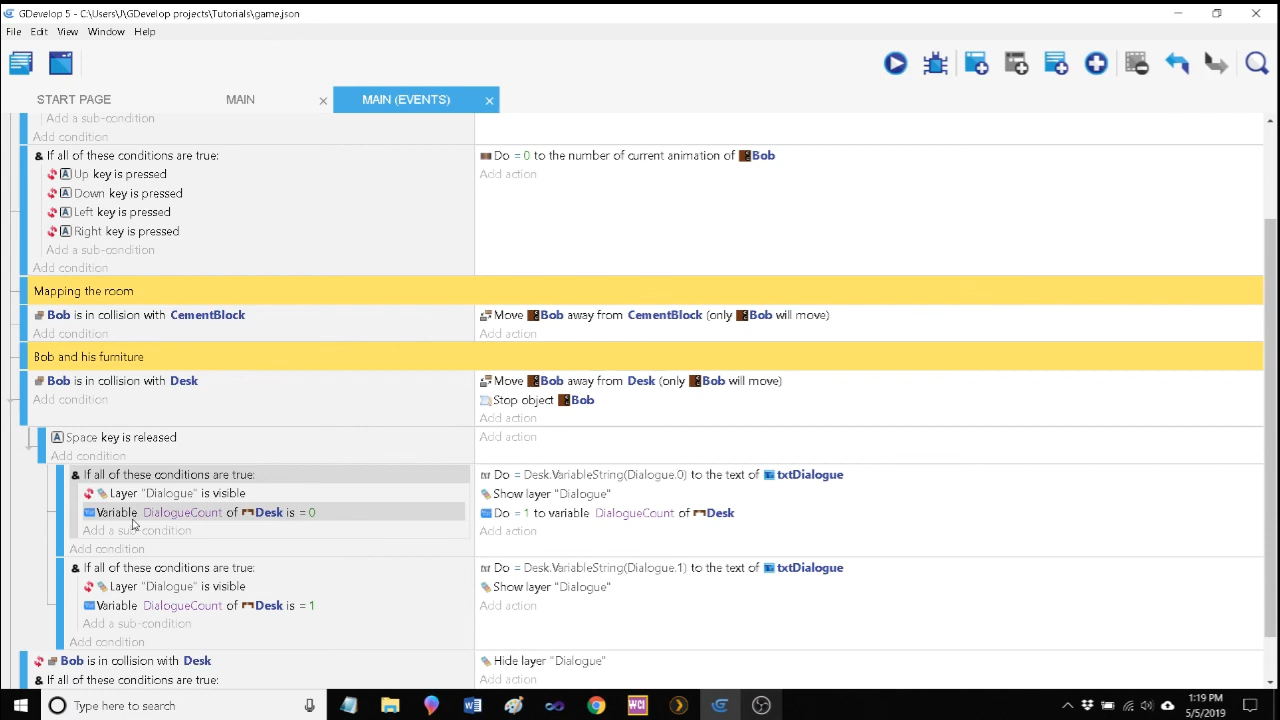 GDevelop 5 - C:\Users\J\GDevelop projects\Tutorials\game.json
File Edit View Window Help
START PAGE MAIN MAIN (EVENTS)
Add a sub-condition
Add condition
& If all of these conditions are true: Do = 0 to the number of current animation of Bob
A Up key is pressed Add action
A Down key is pressed
A Left key is pressed
A Right key is pressed
Add a sub-condition
Add condition
Mapping the room
Bob is in collision with CementBlock Move Bob away from CementBlock (only Bob will move)
Add condition Add action
Bob and his furniture
Bob is in collision with Desk Move Bob away from Desk (only Bob will move)
Add condition Stop object Bob
Add action
A Space key is released Add action
Add condition
& If all of these conditions are true: txt Do = Desk.VariableString(Dialogue.0) to the text of txtDialogue
Layer "Dialogue" is visible Show layer "Dialogue"
Variable DialogueCount of Desk is = 0 Do = 1 to variable DialogueCount of Desk
Add a sub-condition Add action
Add condition
& If all of these conditions are true: txt Do = Desk.VariableString(Dialogue.1) to the text of txtDialogue
Layer "Dialogue" is visible Show layer "Dialogue"
Variable DialogueCount of Desk is = 1 Add action
Add a sub-condition
Add condition
Bob is in collision with Desk Hide layer "Dialogue"
& If all of these conditions are true: Add action
Type here to search W WCI 1:19 PM
5/5/2019